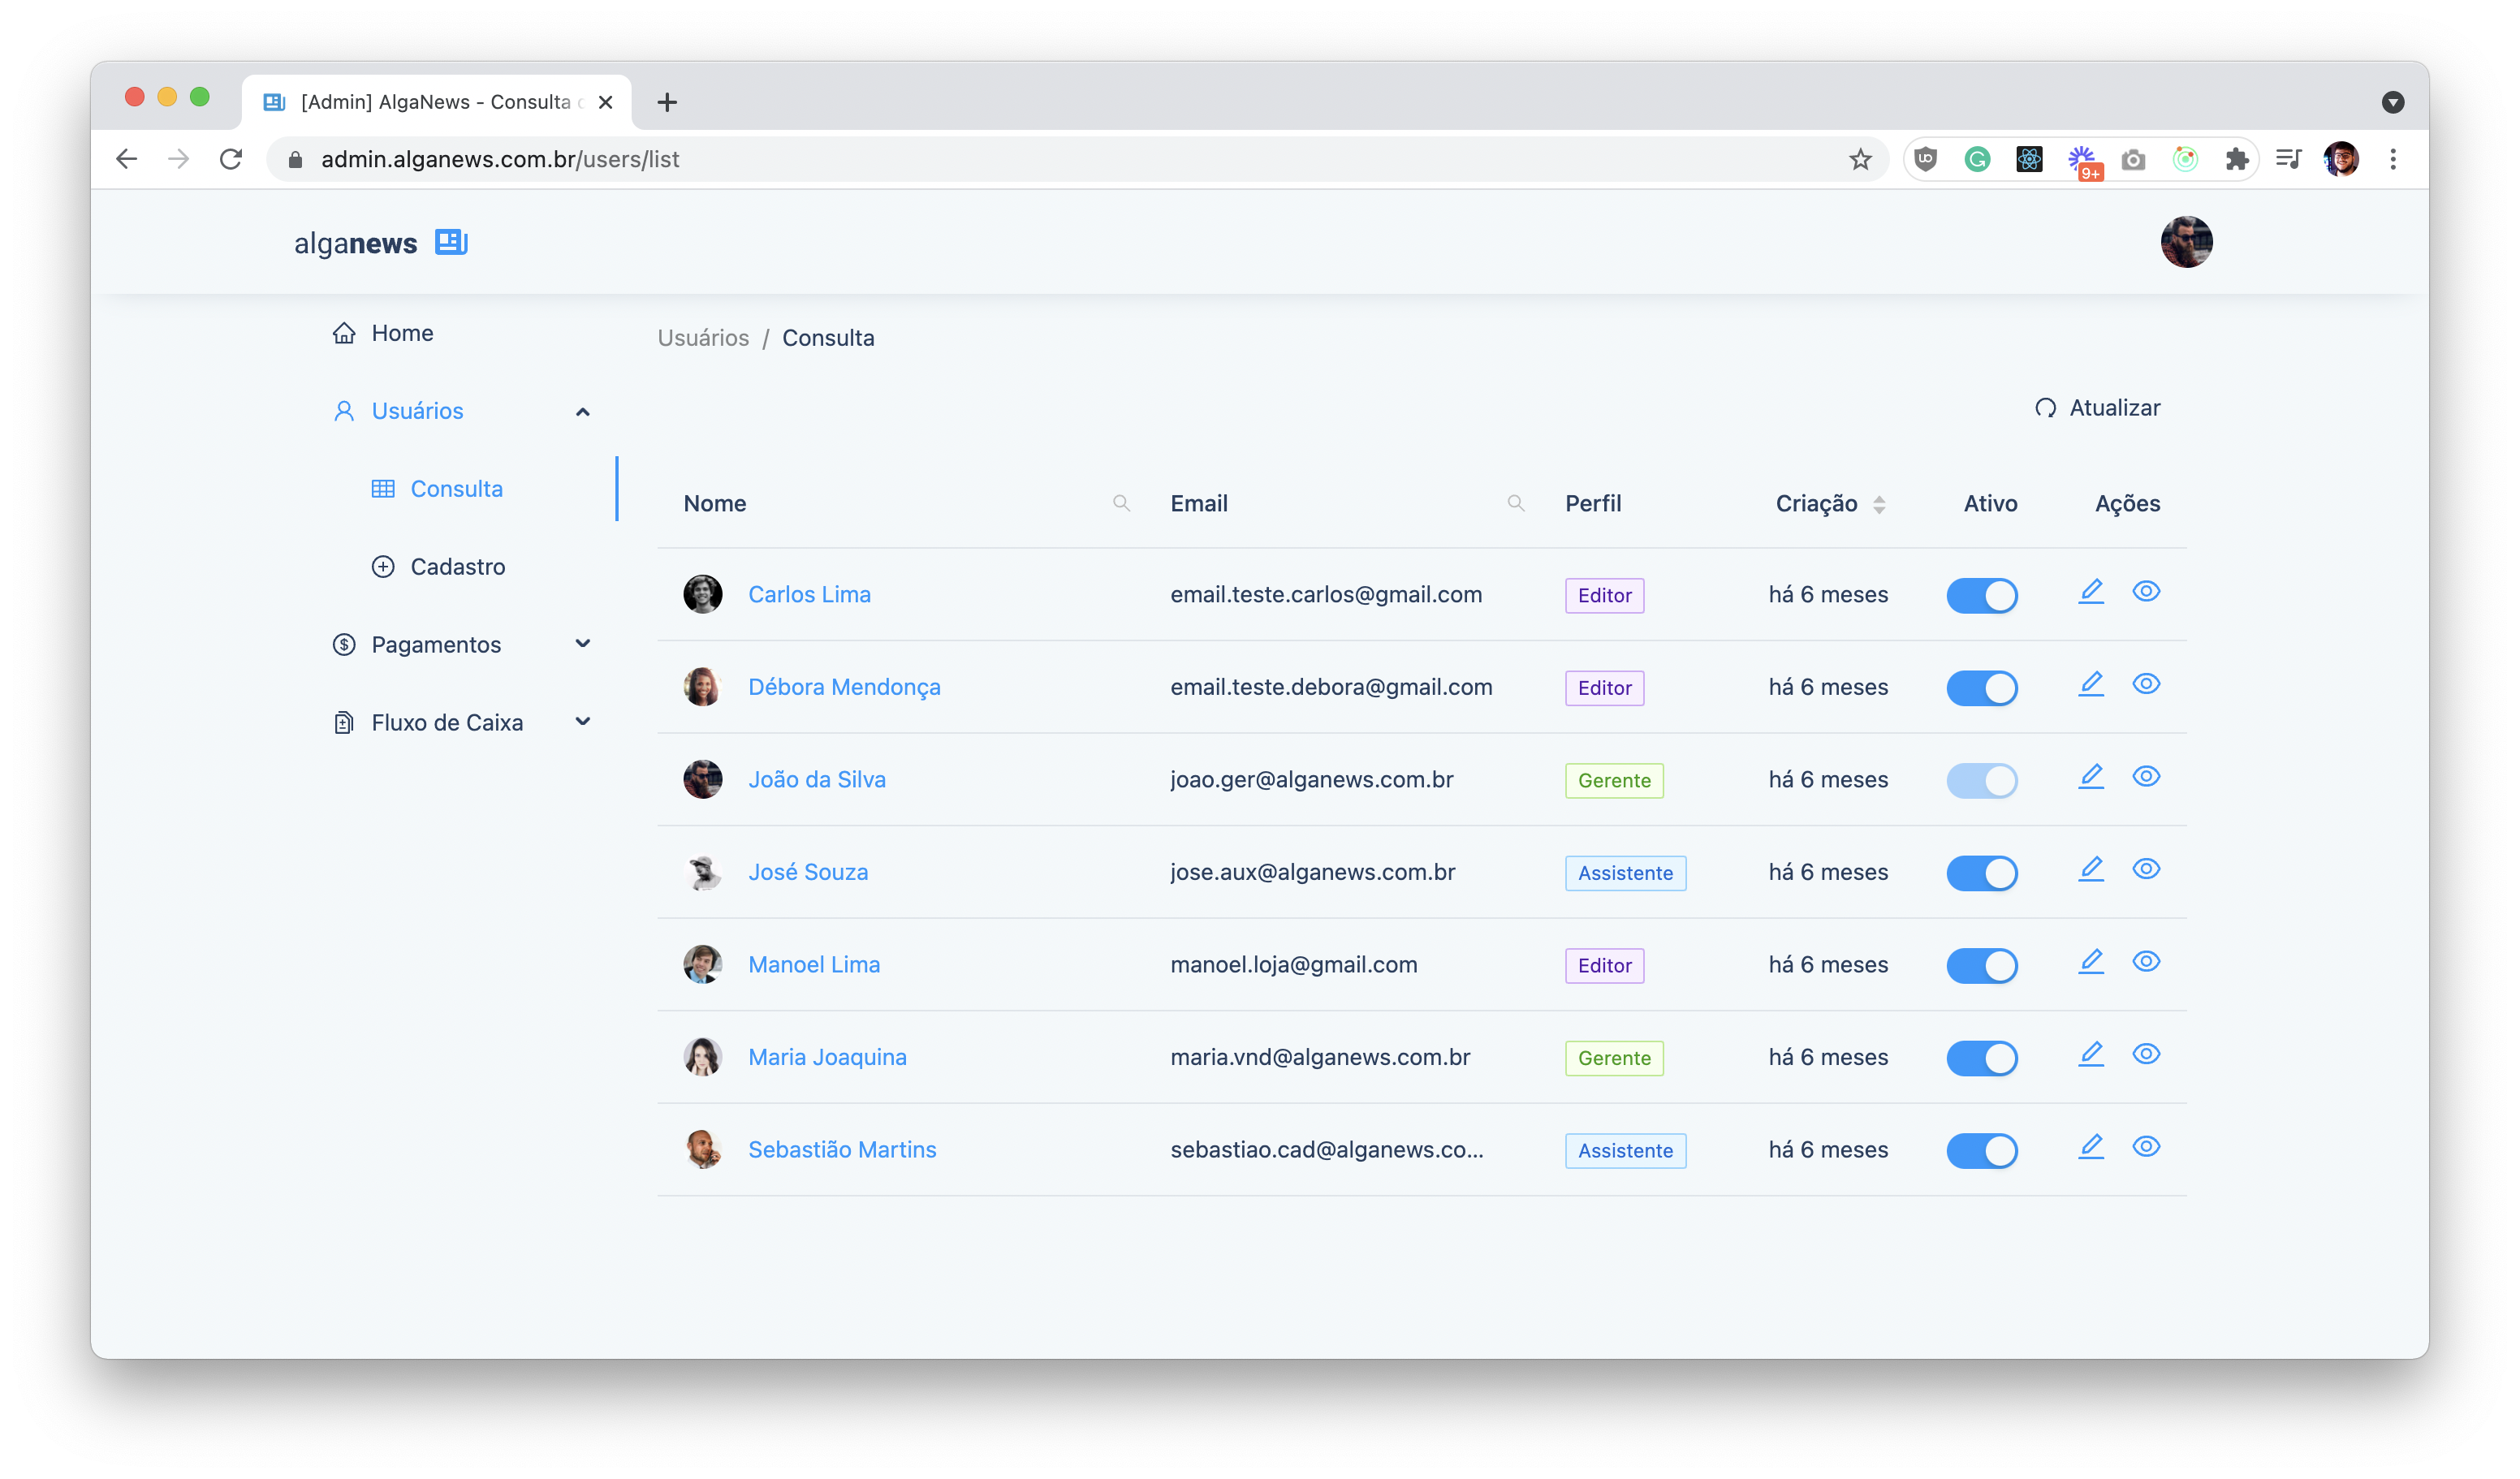 [Admin] AlgaNews - Consulta
admin.alganews.com.br/users/list
9+
alganews
Home
Usuários
Consulta
Cadastro
Pagamentos
Fluxo de Caixa
Usuários / Consulta
Atualizar
Nome Email Perfil Criação Ativo Ações
Carlos Lima email.teste.carlos@gmail.com Editor há 6 meses
Débora Mendonça email.teste.debora@gmail.com Editor há 6 meses
João da Silva joao.ger@alganews.com.br Gerente há 6 meses
José Souza jose.aux@alganews.com.br Assistente há 6 meses
Manoel Lima manoel.loja@gmail.com Editor há 6 meses
Maria Joaquina maria.vnd@alganews.com.br Gerente há 6 meses
Sebastião Martins sebastiao.cad@alganews.co... Assistente há 6 meses